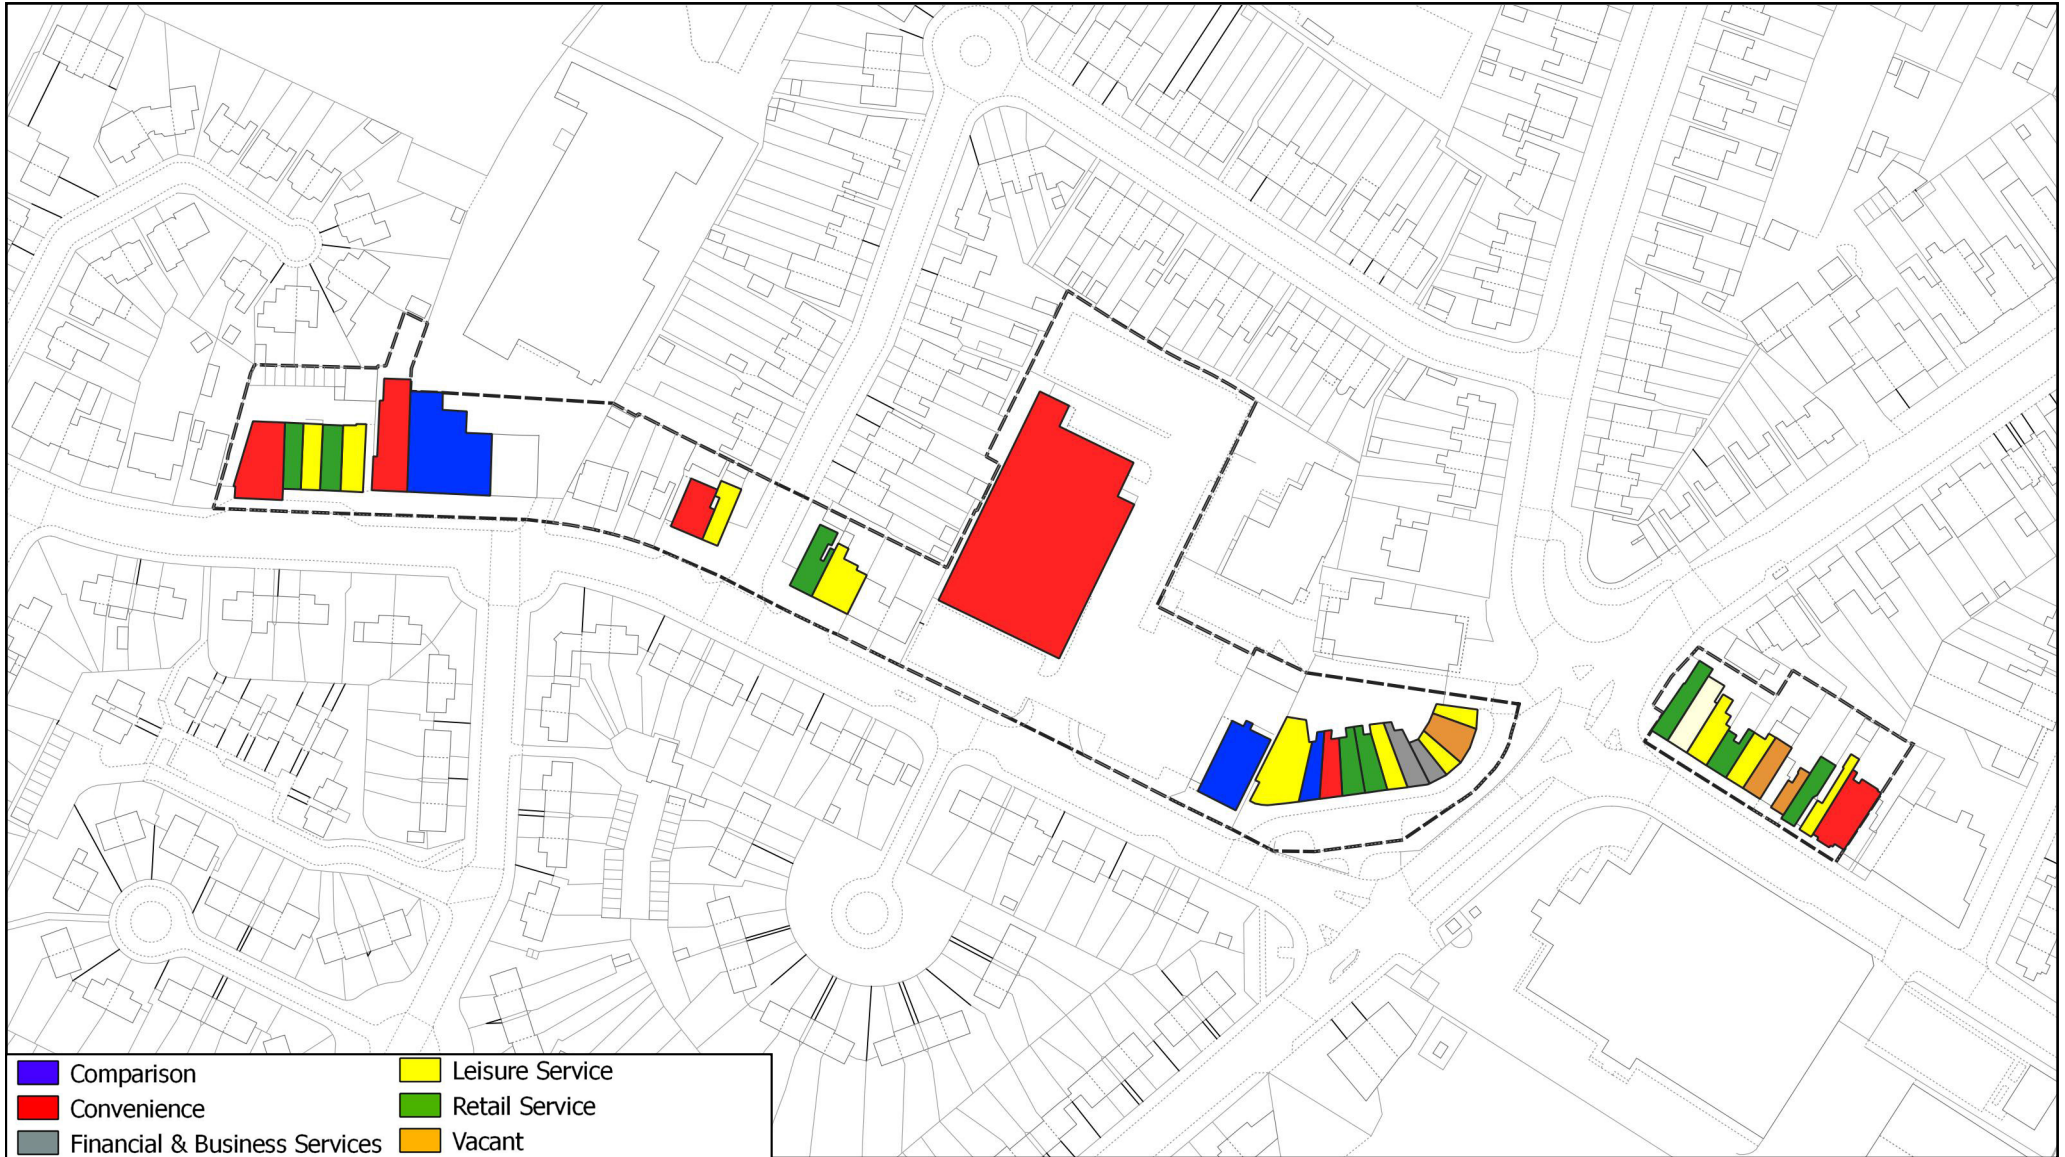 Comparison
Convenience
Financial & Business Services
Leisure Service
Retail Service
Vacant